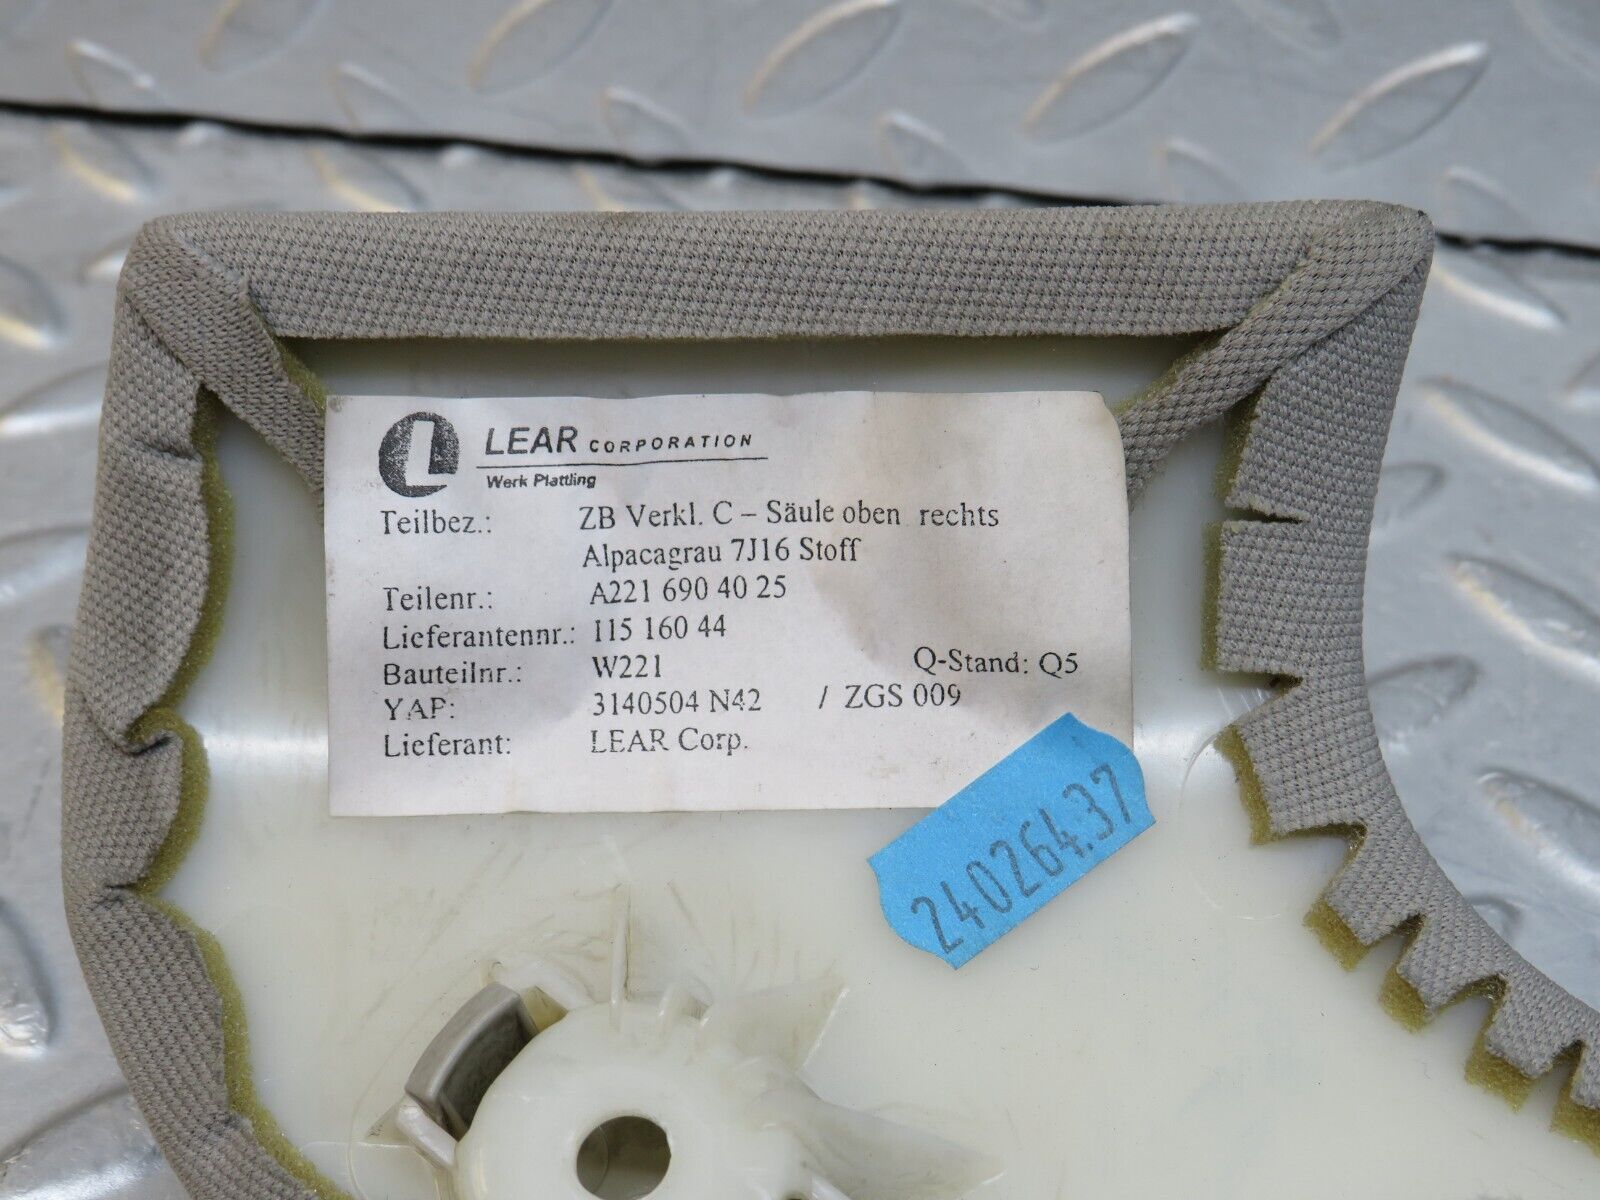 L LEAR CORPORATION
Werk Plattling
Teilbez.: ZB Verkl. C – Säule oben rechts
Alpacagrau 7J16 Stoff
Teilenr.: A221 690 40 25
Lieferantennr.: 115 160 44
Bauteilnr.: W221 Q-Stand: Q5
YAP: 3140504 N42 / ZGS 009
Lieferant: LEAR Corp.
240264.37